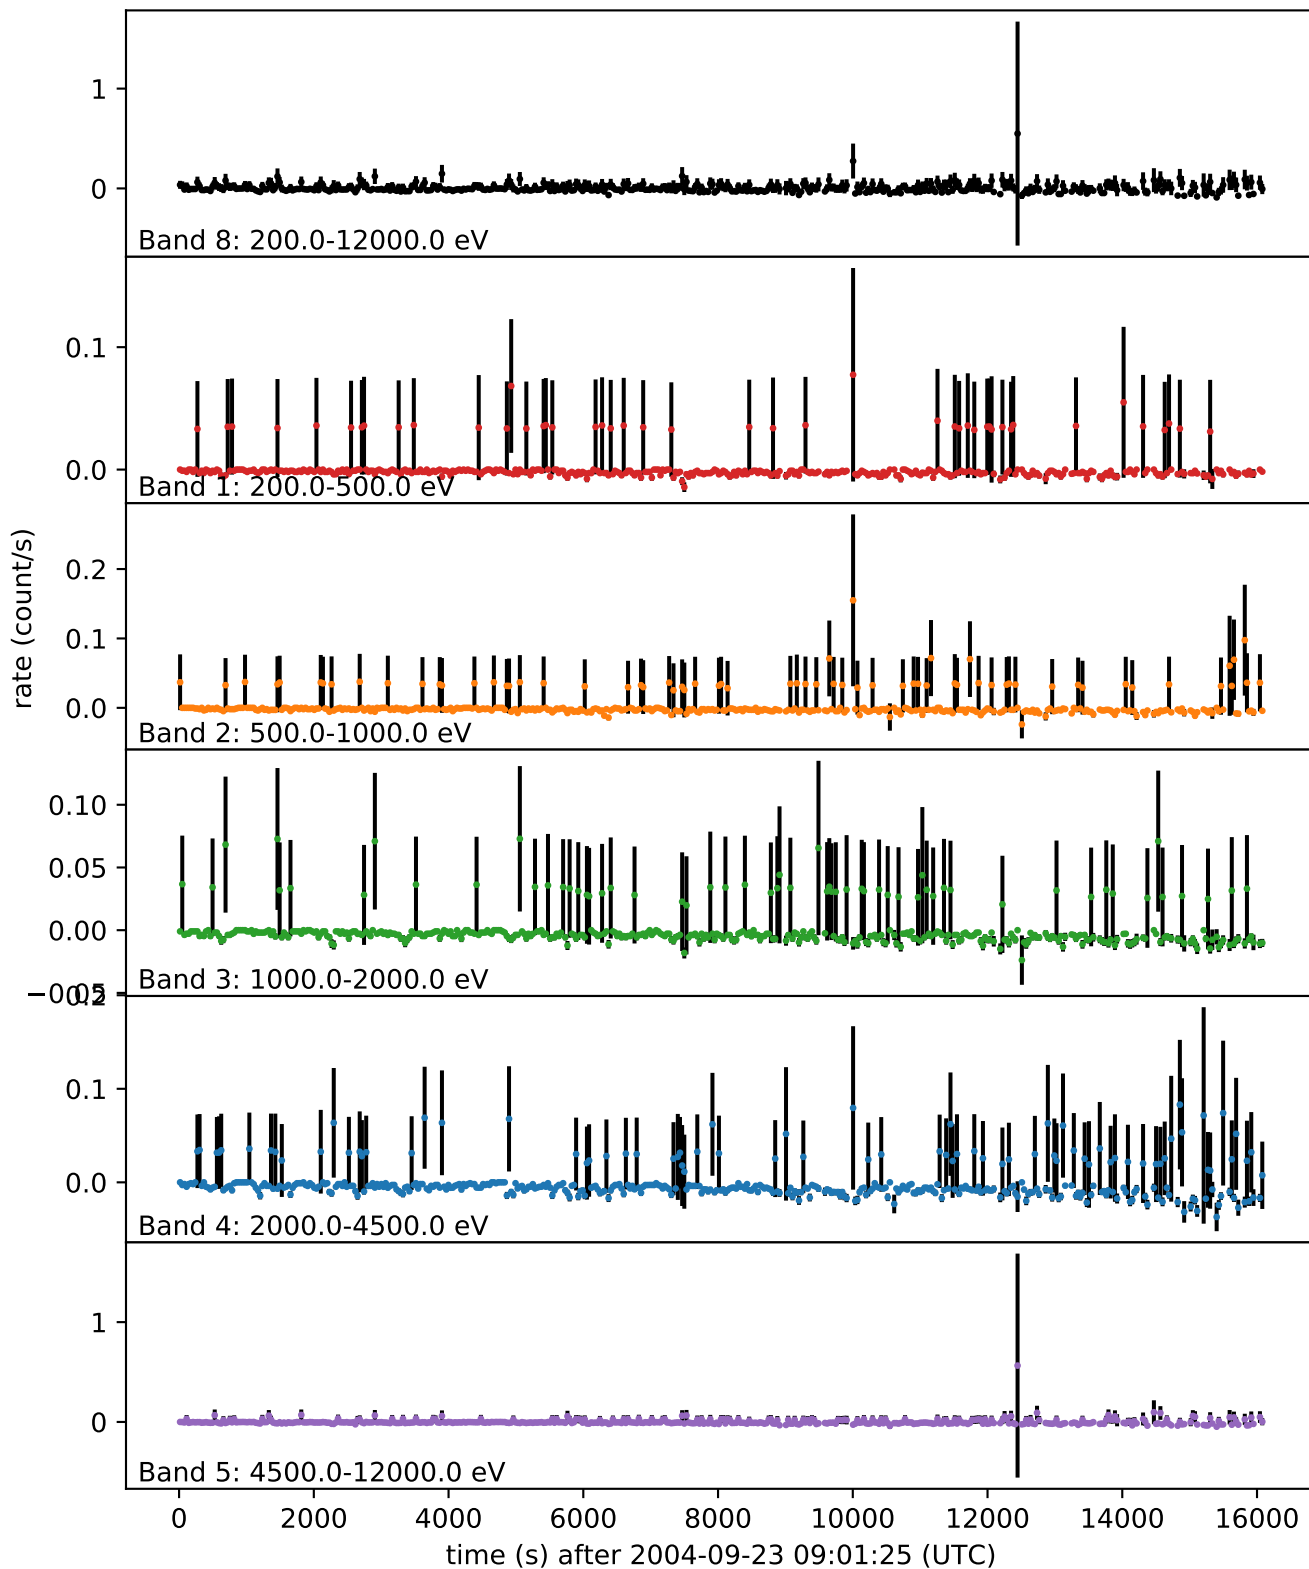 1
0
Band 8: 200.0-12000.0 eV
0.1
0.0
Band 1: 200.0-500.0 eV
rate (count/s)
0.2
0.1
0.0
Band 2: 500.0-1000.0 eV
0.10
0.05
0.00
−0.05
Band 3: 1000.0-2000.0 eV
0.2
0.1
0.0
Band 4: 2000.0-4500.0 eV
1
0
Band 5: 4500.0-12000.0 eV
0 2000 4000 6000 8000 10000 12000 14000 16000
time (s) after 2004-09-23 09:01:25 (UTC)